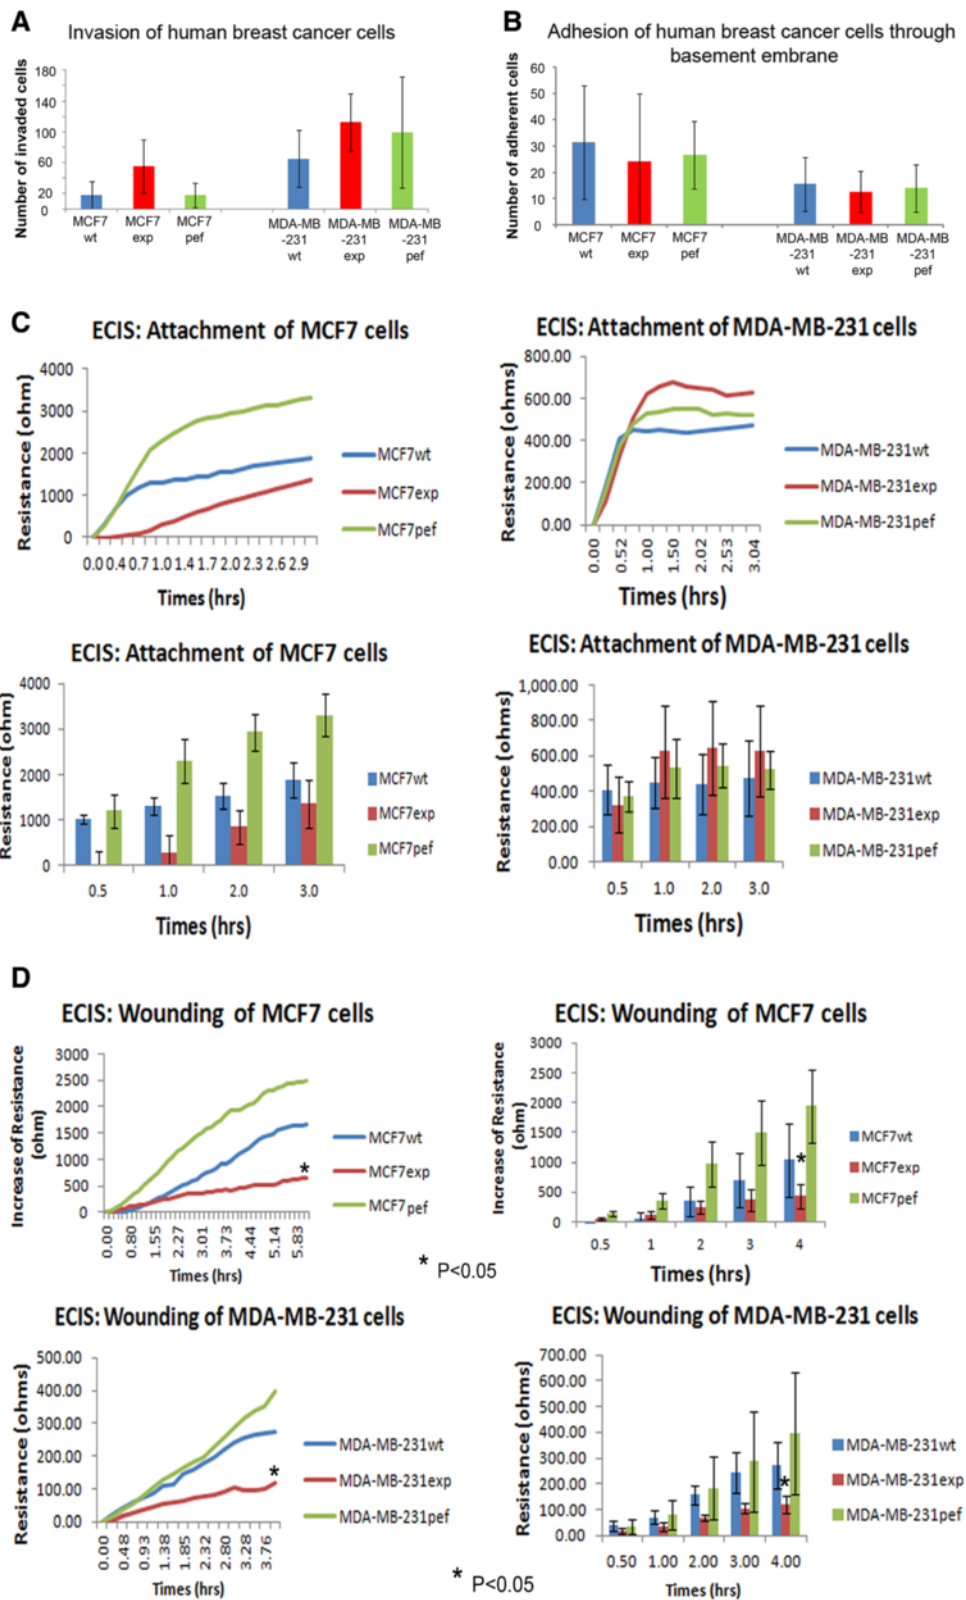 A
Invasion of human breast cancer cells
Number of invaded cells
180
140
100
60
20
0
MCF7 wt
MCF7 exp
MCF7 pef
MDA-MB -231 wt
MDA-MB -231 exp
MDA-MB -231 pef
B
Adhesion of human breast cancer cells through
basement embrane
Number of adherent cells
60
50
40
30
20
10
0
MCF7 wt
MCF7 exp
MCF7 pef
MDA-MB -231 wt
MDA-MB -231 exp
MDA-MB -231 pef
C
ECIS: Attachment of MCF7 cells
Resistance (ohm)
4000
3000
2000
1000
0
0.0 0.4 0.7 1.0 1.4 1.7 2.0 2.3 2.6 2.9
Times (hrs)
MCF7wt
MCF7exp
MCF7pef
ECIS: Attachment of MDA-MB-231 cells
Resistance (ohms)
800.00
600.00
400.00
200.00
0.00
0.00 0.52 1.00 1.50 2.02 2.53 3.04
Times (hrs)
MDA-MB-231wt
MDA-MB-231exp
MDA-MB-231pef
ECIS: Attachment of MCF7 cells
Resistance (ohm)
4000
3000
2000
1000
0
0.5 1.0 2.0 3.0
Times (hrs)
MCF7wt
MCF7exp
MCF7pef
ECIS: Attachment of MDA-MB-231 cells
Resistance (ohms)
1,000.00
800.00
600.00
400.00
200.00
0.00
0.5 1.0 2.0 3.0
Times (hrs)
MDA-MB-231wt
MDA-MB-231exp
MDA-MB-231pef
D
ECIS: Wounding of MCF7 cells
Increase of Resistance
(ohm)
3000
2500
2000
1500
1000
500
0
0.00 0.80 1.55 2.27 3.01 3.73 4.44 5.14 5.83
Times (hrs)
*
MCF7wt
MCF7exp
MCF7pef
* P<0.05
ECIS: Wounding of MCF7 cells
Increase of Resistance
(ohm)
3000
2500
2000
1500
1000
500
0
0.5 1 2 3 4
Times (hrs)
*
MCF7wt
MCF7exp
MCF7pef
ECIS: Wounding of MDA-MB-231 cells
Resistance (ohms)
500.00
400.00
300.00
200.00
100.00
0.00
0.00 0.48 0.93 1.38 1.85 2.32 2.80 3.28 3.76
Times (hrs)
*
MDA-MB-231wt
MDA-MB-231exp
MDA-MB-231pef
* P<0.05
ECIS: Wounding of MDA-MB-231 cells
Resistance (ohms)
700.00
600.00
500.00
400.00
300.00
200.00
100.00
0.00
0.50 1.00 2.00 3.00 4.00
Times (hrs)
*
MDA-MB-231wt
MDA-MB-231exp
MDA-MB-231pef